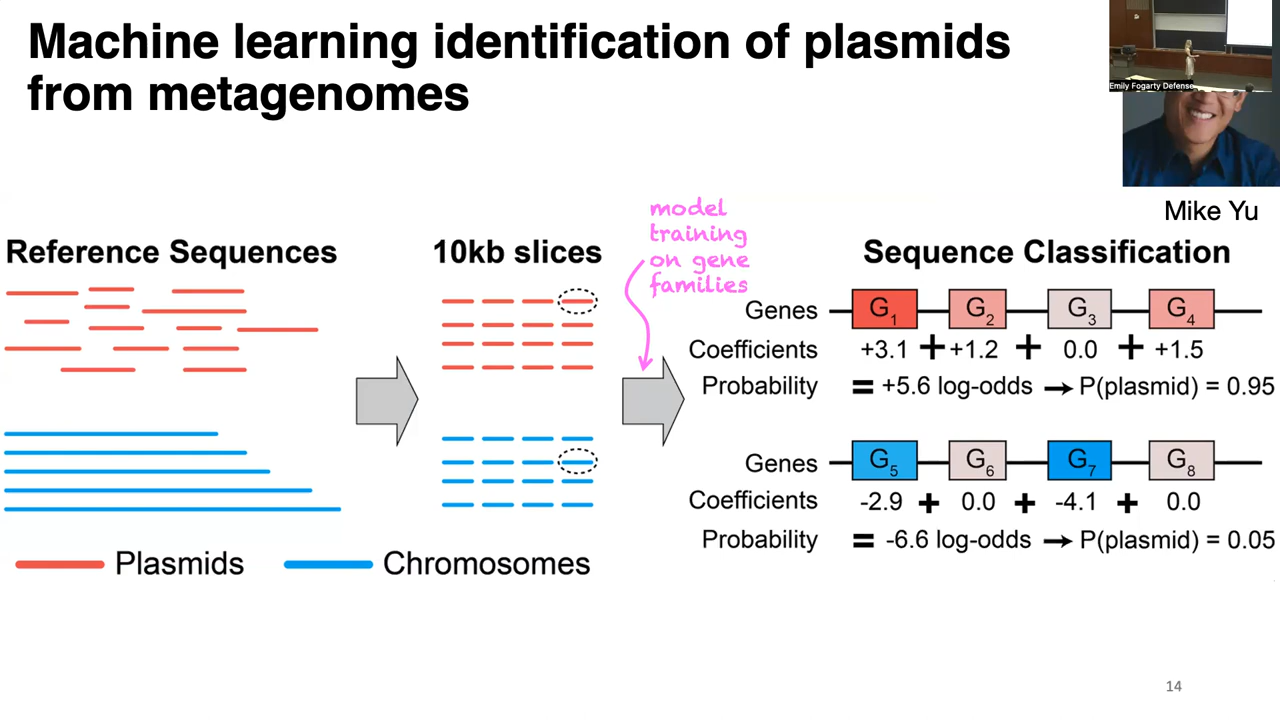 Machine learning identification of plasmids
from metagenomes
Emily Fogarty Defense
Mike Yu
Reference Sequences
10kb slices
model
training
on gene
families
Sequence Classification
Genes G1 G2 G3 G4
Coefficients +3.1 + +1.2 + 0.0 + +1.5
Probability = +5.6 log-odds → P(plasmid) = 0.95
Genes G5 G6 G7 G8
Coefficients -2.9 + 0.0 + -4.1 + 0.0
Probability = -6.6 log-odds → P(plasmid) = 0.05
Plasmids Chromosomes
14